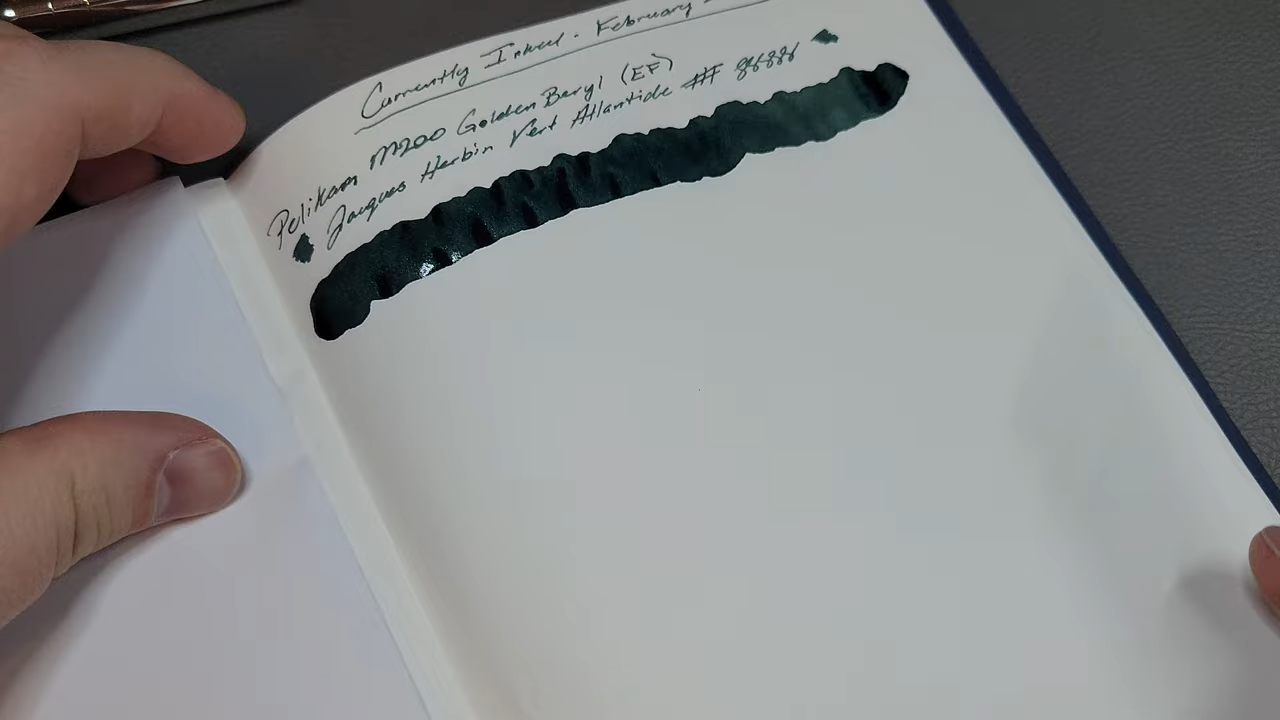 Currently Inked - February
Pelikan M200 Golden Beryl (EF)
Jacques Herbin Vert Atlantide